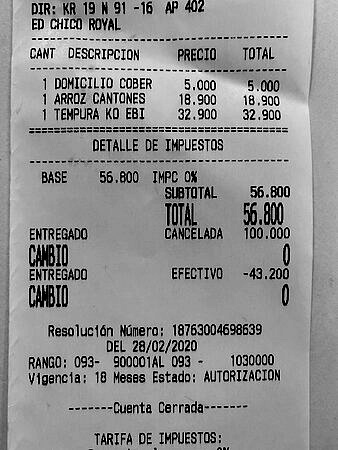 DIR: KR 19 N 91 -16 AP 402
ED CHICO ROYAL
--------------------------------
CANT DESCRIPCION PRECIO TOTAL
--------------------------------
1 DOMICILIO COBER 5.000 5.000
1 ARROZ CANTONES 18.900 18.900
1 TEMPURA KO EBI 32.900 32.900
================================
DETALLE DE IMPUESTOS
--------------------------------
BASE 56.800 IMPC 0%
SUBTOTAL 56.800
TOTAL 56.800
ENTREGADO CANCELADA 100.000
CAMBIO 0
ENTREGADO EFECTIVO -43.200
CAMBIO 0
Resolución Número: 18763004698639
DEL 28/02/2020
RANGO: 093- 900001AL 093 - 1030000
Vigencia: 18 Meses Estado: AUTORIZACION
-------Cuenta Cerrada-------
TARIFA DE IMPUESTOS: